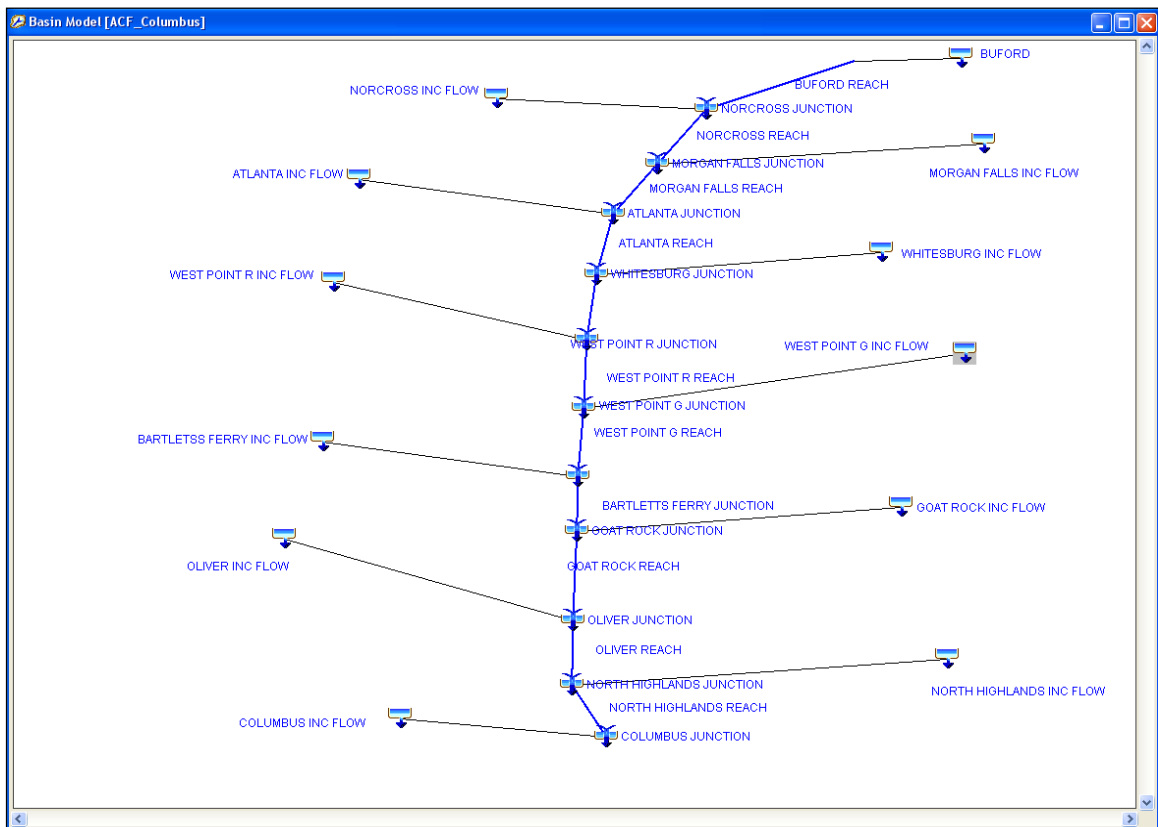 Basin Model [ACF_Columbus]
BUFORD
BUFORD REACH
NORCROSS INC FLOW
NORCROSS JUNCTION
NORCROSS REACH
MORGAN FALLS JUNCTION
MORGAN FALLS INC FLOW
ATLANTA INC FLOW
MORGAN FALLS REACH
ATLANTA JUNCTION
ATLANTA REACH
WHITESBURG INC FLOW
WEST POINT R INC FLOW
WHITESBURG JUNCTION
WEST POINT R JUNCTION
WEST POINT G INC FLOW
WEST POINT R REACH
WEST POINT G JUNCTION
WEST POINT G REACH
BARTLETSS FERRY INC FLOW
BARTLETTS FERRY JUNCTION
GOAT ROCK INC FLOW
GOAT ROCK JUNCTION
OLIVER INC FLOW
GOAT ROCK REACH
OLIVER JUNCTION
OLIVER REACH
NORTH HIGHLANDS JUNCTION
NORTH HIGHLANDS INC FLOW
NORTH HIGHLANDS REACH
COLUMBUS INC FLOW
COLUMBUS JUNCTION